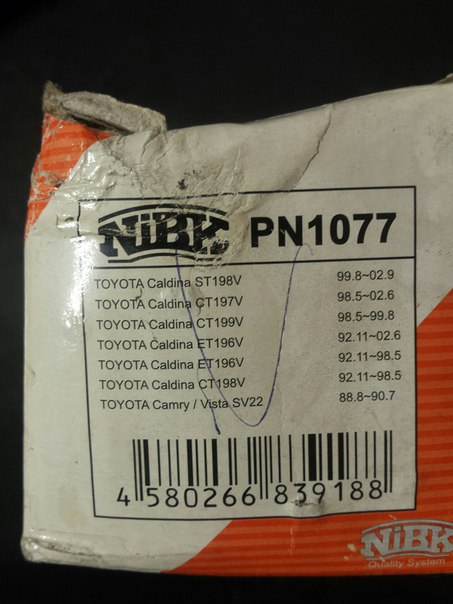 NiBK PN1077
TOYOTA Caldina ST198V 99.8~02.9
TOYOTA Caldina CT197V 98.5~02.6
TOYOTA Caldina CT199V 98.5~99.8
TOYOTA Caldina ET196V 92.11~02.6
TOYOTA Caldina ET196V 92.11~98.5
TOYOTA Caldina CT198V 92.11~98.5
TOYOTA Camry / Vista SV22 88.8~90.7
4 580266 839188
NiBK
Quality System